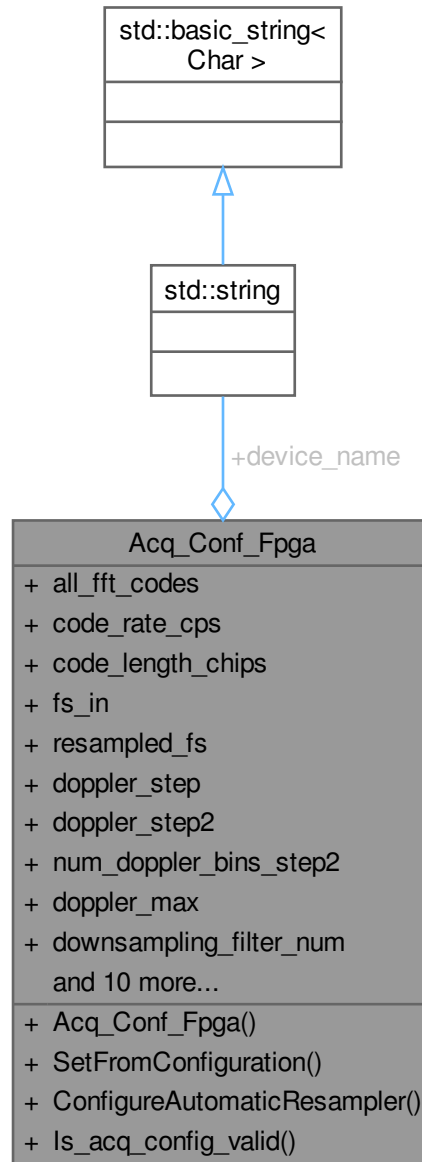 std::basic_string<
Char >
std::string
+device_name
Acq_Conf_Fpga
+ all_fft_codes
+ code_rate_cps
+ code_length_chips
+ fs_in
+ resampled_fs
+ doppler_step
+ doppler_step2
+ num_doppler_bins_step2
+ doppler_max
+ downsampling_filter_num
and 10 more...
+ Acq_Conf_Fpga()
+ SetFromConfiguration()
+ ConfigureAutomaticResampler()
+ Is_acq_config_valid()